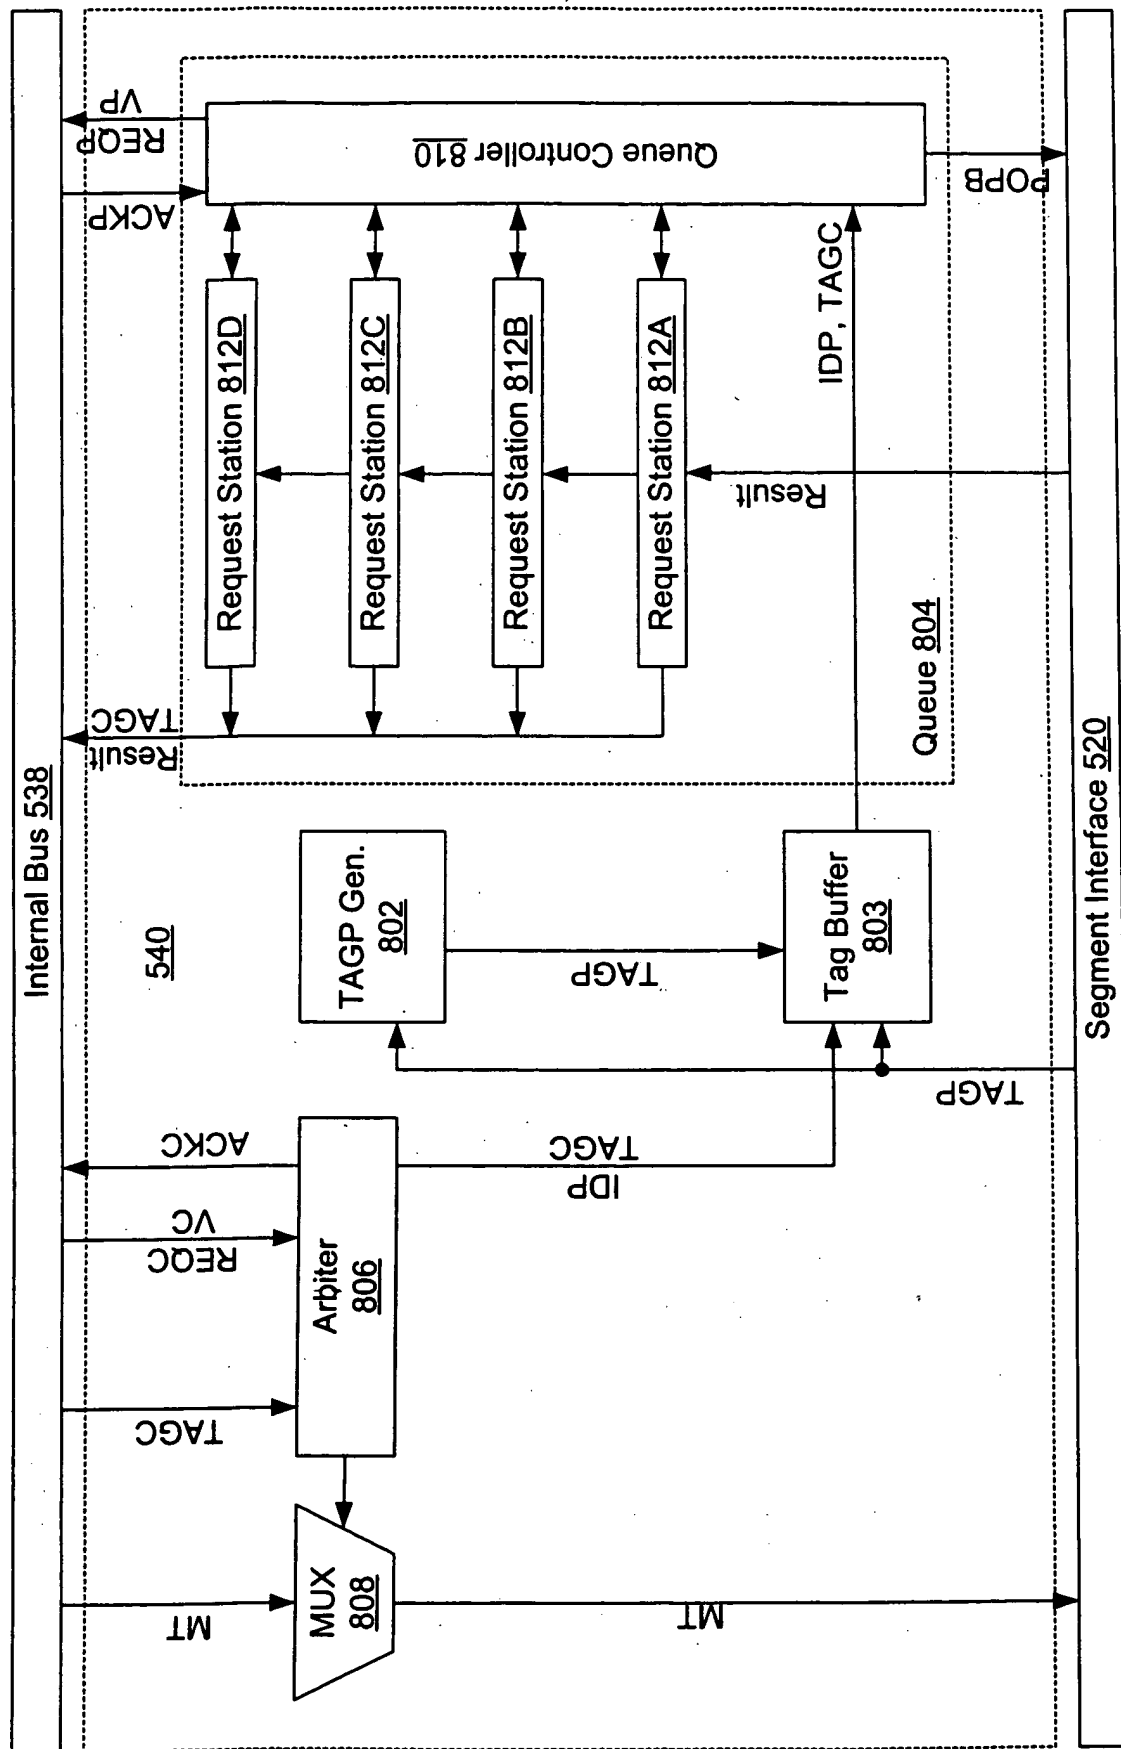 Internal Bus 538
540
MT
TAGC
REQC
VC
ACKC
Result
TAGC
ACKP
REQP
VP
MUX
808
Arbiter
806
TAGP Gen.
802
Request Station 812D
Request Station 812C
Request Station 812B
Request Station 812A
Queue Controller 810
IDP
TAGC
TAGP
Tag Buffer
803
Queue 804
Result
IDP, TAGC
MT
TAGP
POPB
Segment Interface 520